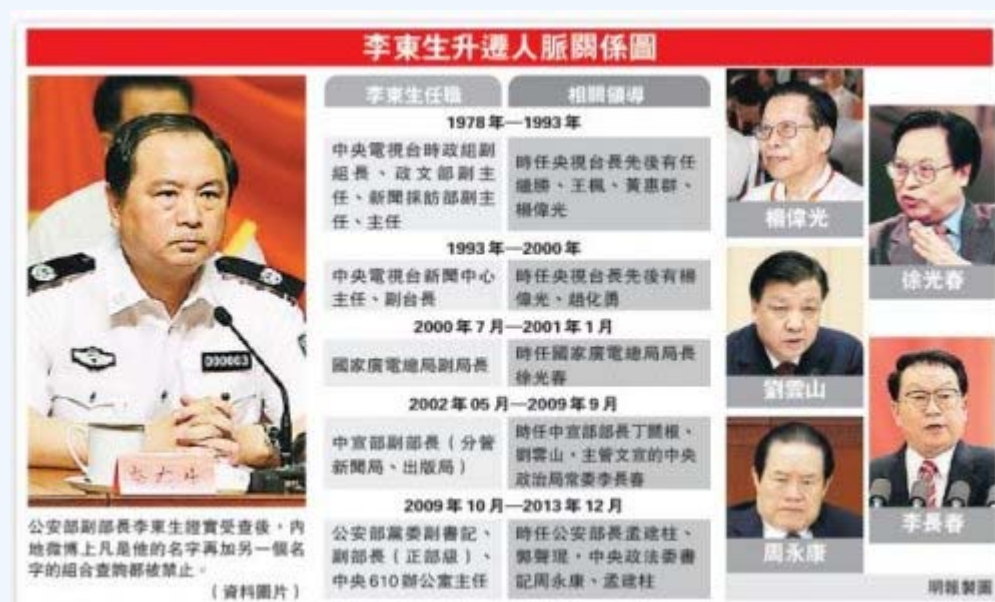 李東生升遷人脈關係圖
李東生任職
相關領導
1978年—1993年
中央電視台時政組副
組長、政文部副主
任、新聞採訪部副主
任、主任
時任央視台長先後有任
繼勝、王楓、黃惠群、
楊偉光
1993年—2000年
中央電視台新聞中心
主任、副台長
時任央視台長先後有楊
偉光、趙化勇
2000年7月—2001年1月
國家廣電總局副局長
時任國家廣電總局局長
徐光春
2002年05月—2009年9月
中宣部副部長（分管
新聞局、出版局）
時任中宣部部長丁關根、
劉雲山，主管文宣的中央
政治局常委李長春
2009年10月—2013年12月
公安部黨委副書記、
副部長（正部級）、
中央610辦公室主任
時任公安部長孟建柱、
郭聲琨，中央政法委書
記周永康、孟建柱
000003
公安部副部長李東生證實受查後，內
地微博上凡是他的名字再加另一個名
字的組合查詢都被禁止。
（資料圖片）
楊偉光
徐光春
劉雲山
李長春
周永康
明報製圖